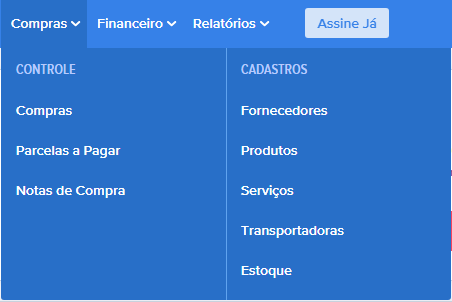 Compras Financeiro Relatórios Assine Já
CONTROLE
Compras
Parcelas a Pagar
Notas de Compra
CADASTROS
Fornecedores
Produtos
Serviços
Transportadoras
Estoque